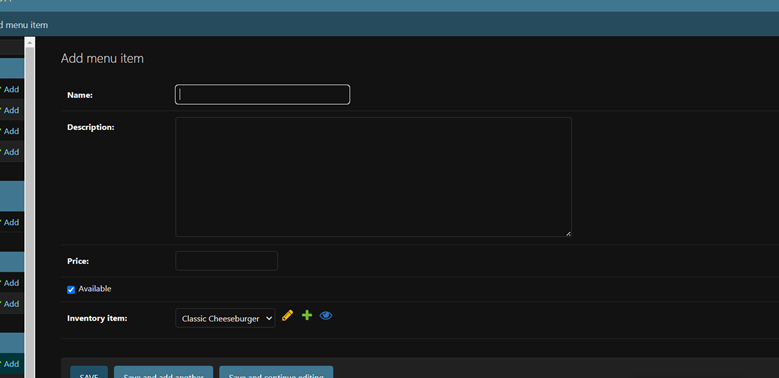 d menu item
Add
Add
Add
Add
Add
Add
Add
Add
Add menu item
Name:
Description:
Price:
Available
Inventory item: Classic Cheeseburger
SAVE Save and add another Save and continue editing